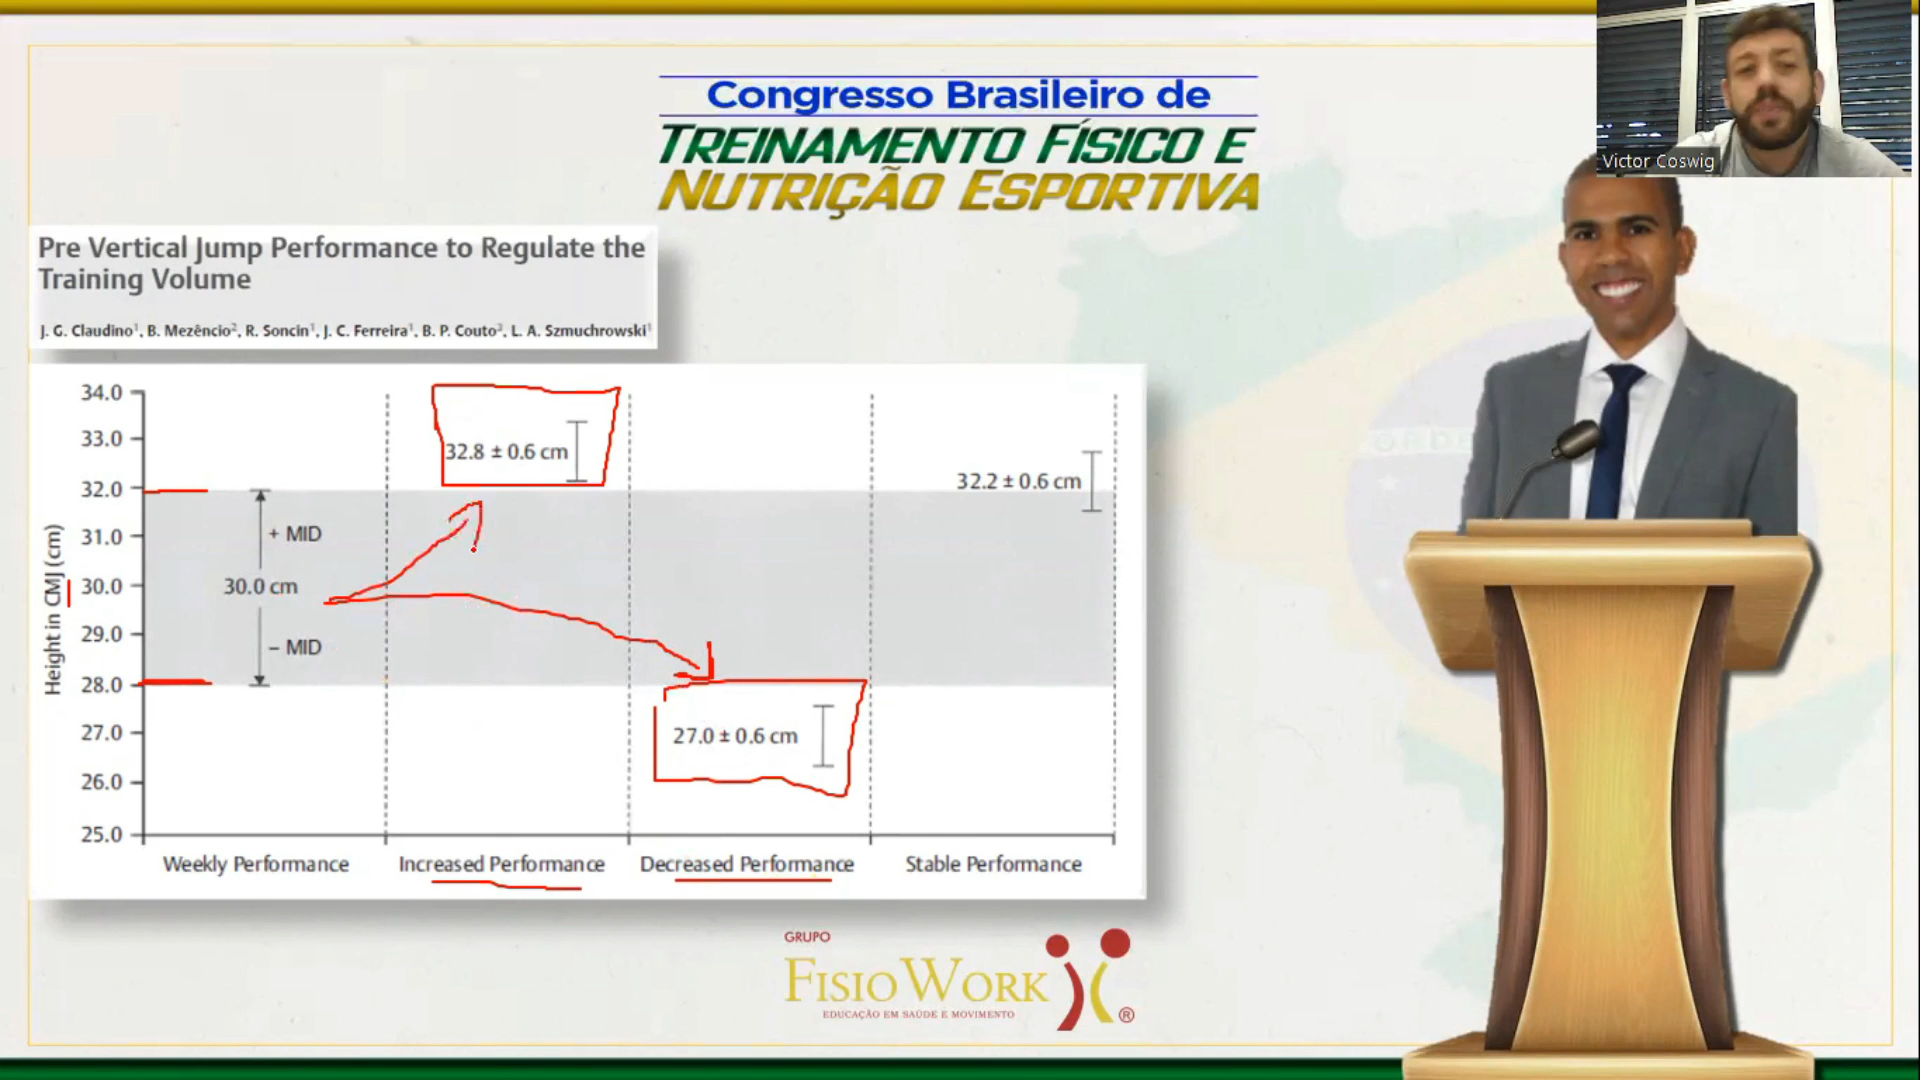 Congresso Brasileiro de
TREINAMENTO FÍSICO E
NUTRIÇÃO ESPORTIVA
Victor Coswig
Pre Vertical Jump Performance to Regulate the
Training Volume
J. G. Claudino¹, B. Mezêncio², R. Soncin¹, J. C. Ferreira¹, B. P. Couto³, L. A. Szmuchrowski¹
Height in CMJ (cm)
34.0
33.0
32.0
31.0
30.0
29.0
28.0
27.0
26.0
25.0
+ MID
30.0 cm
– MID
32.8 ± 0.6 cm
27.0 ± 0.6 cm
32.2 ± 0.6 cm
Weekly Performance
Increased Performance
Decreased Performance
Stable Performance
GRUPO
FISIOWORK
EDUCAÇÃO EM SAÚDE E MOVIMENTO
®